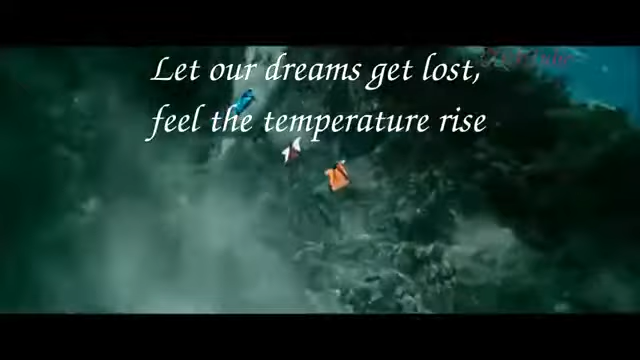 Let our dreams get lost,
feel the temperature rise